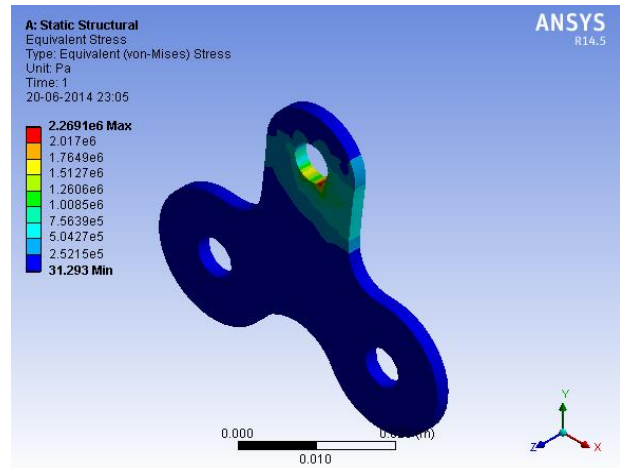 A: Static Structural
Equivalent Stress
Type: Equivalent (von-Mises) Stress
Unit: Pa
Time: 1
20-06-2014 23:05
2.2691e6 Max
2.017e6
1.7649e6
1.5127e6
1.2606e6
1.0085e6
7.5639e5
5.0427e5
2.5215e5
31.293 Min
ANSYS
R14.5
0.000
(m)
0.010
Y
Z
X